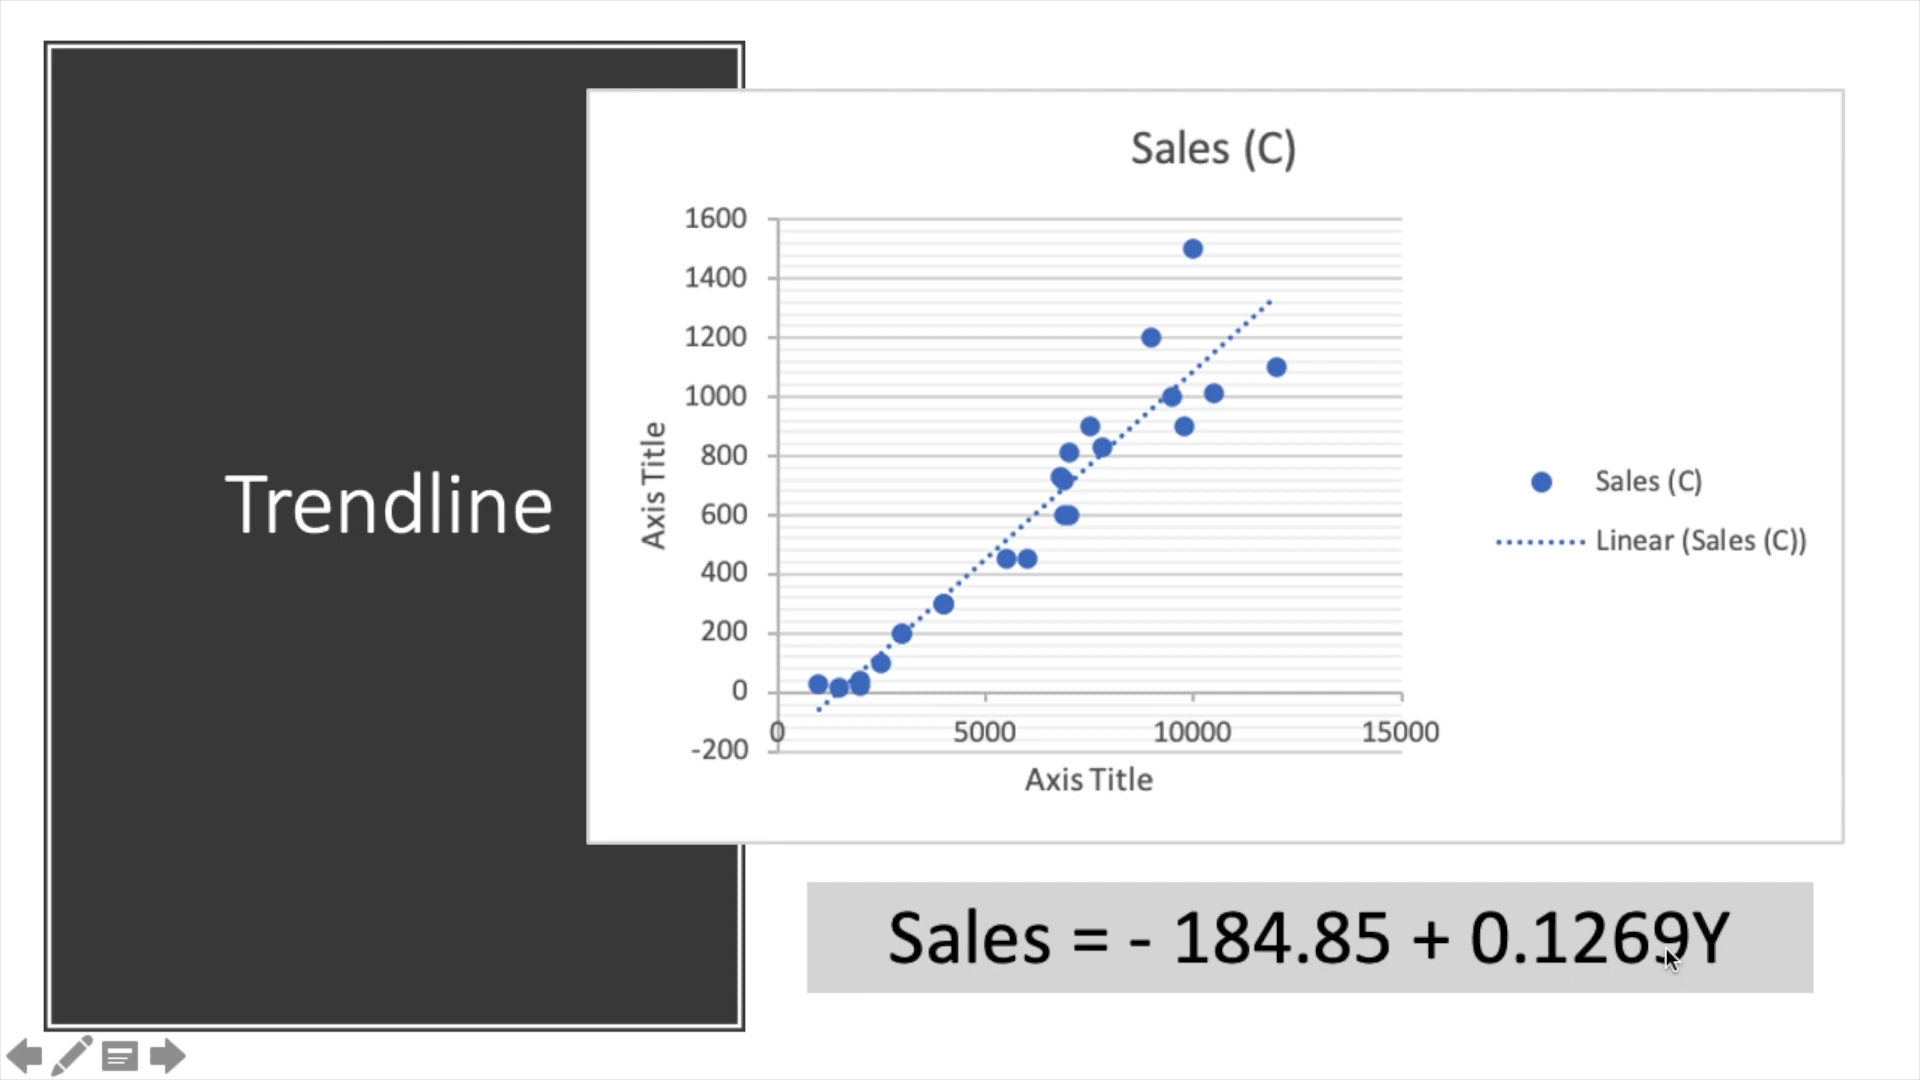 Trendline
Sales (C)
1600
1400
1200
1000
800
600
400
200
0
-200
Axis Title
0 5000 10000 15000
Axis Title
Sales (C)
Linear (Sales (C))
Sales = - 184.85 + 0.1269Y